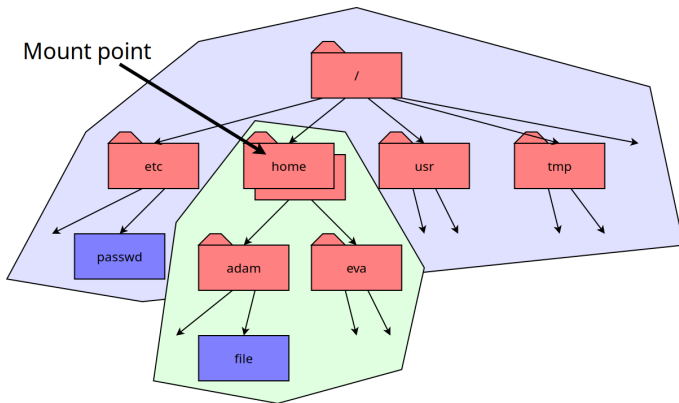 Mount point
/
etc
home
usr
tmp
passwd
adam
eva
file